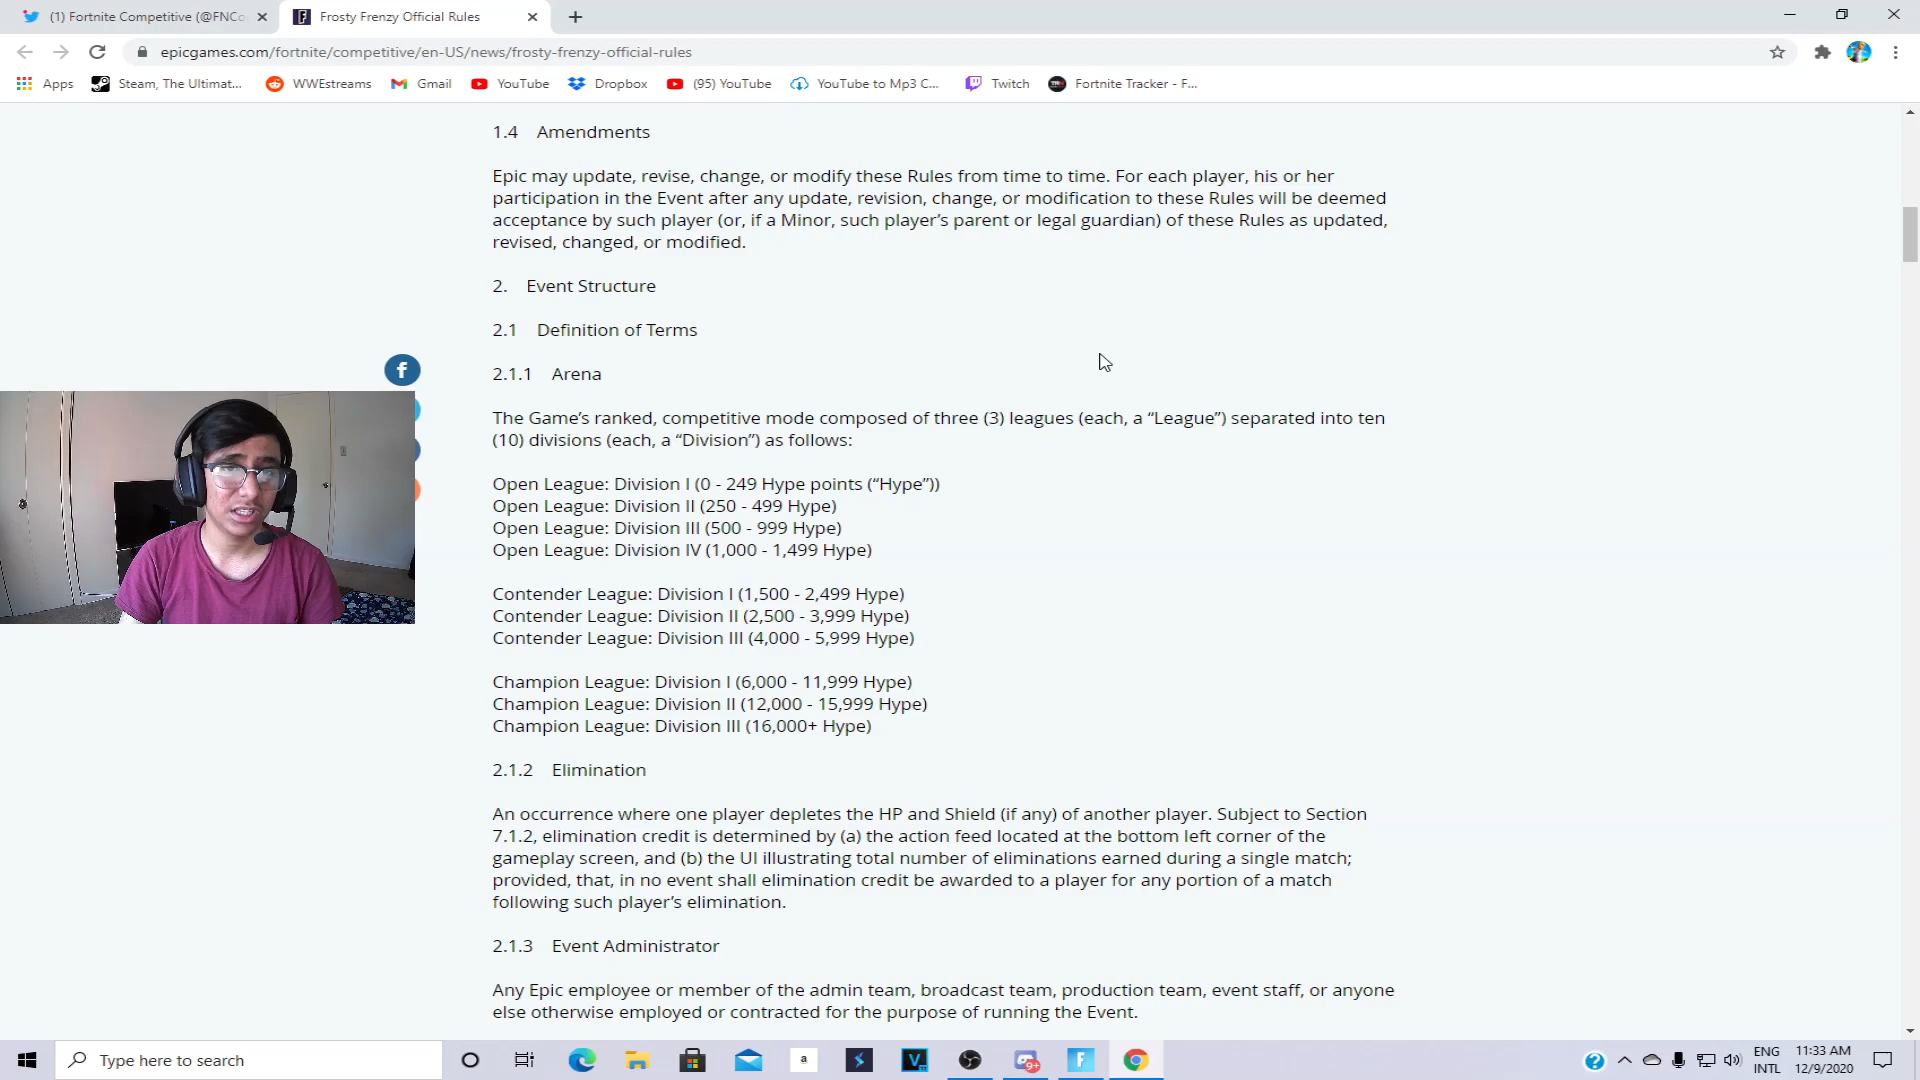 (1) Fortnite Competitive (@FNCo
Frosty Frenzy Official Rules
epicgames.com/fortnite/competitive/en-US/news/frosty-frenzy-official-rules
Apps
Steam, The Ultimat...
WWEstreams
Gmail
YouTube
Dropbox
(95) YouTube
YouTube to Mp3 C...
Twitch
Fortnite Tracker - F...
1.4 Amendments
Epic may update, revise, change, or modify these Rules from time to time. For each player, his or her
participation in the Event after any update, revision, change, or modification to these Rules will be deemed
acceptance by such player (or, if a Minor, such player's parent or legal guardian) of these Rules as updated,
revised, changed, or modified.
2. Event Structure
2.1 Definition of Terms
2.1.1 Arena
The Game's ranked, competitive mode composed of three (3) leagues (each, a “League”) separated into ten
(10) divisions (each, a “Division”) as follows:
Open League: Division I (0 - 249 Hype points (“Hype”))
Open League: Division II (250 - 499 Hype)
Open League: Division III (500 - 999 Hype)
Open League: Division IV (1,000 - 1,499 Hype)
Contender League: Division I (1,500 - 2,499 Hype)
Contender League: Division II (2,500 - 3,999 Hype)
Contender League: Division III (4,000 - 5,999 Hype)
Champion League: Division I (6,000 - 11,999 Hype)
Champion League: Division II (12,000 - 15,999 Hype)
Champion League: Division III (16,000+ Hype)
2.1.2 Elimination
An occurrence where one player depletes the HP and Shield (if any) of another player. Subject to Section
7.1.2, elimination credit is determined by (a) the action feed located at the bottom left corner of the
gameplay screen, and (b) the UI illustrating total number of eliminations earned during a single match;
provided, that, in no event shall elimination credit be awarded to a player for any portion of a match
following such player's elimination.
2.1.3 Event Administrator
Any Epic employee or member of the admin team, broadcast team, production team, event staff, or anyone
else otherwise employed or contracted for the purpose of running the Event.
Type here to search
9+
ENG
INTL
11:33 AM
12/9/2020